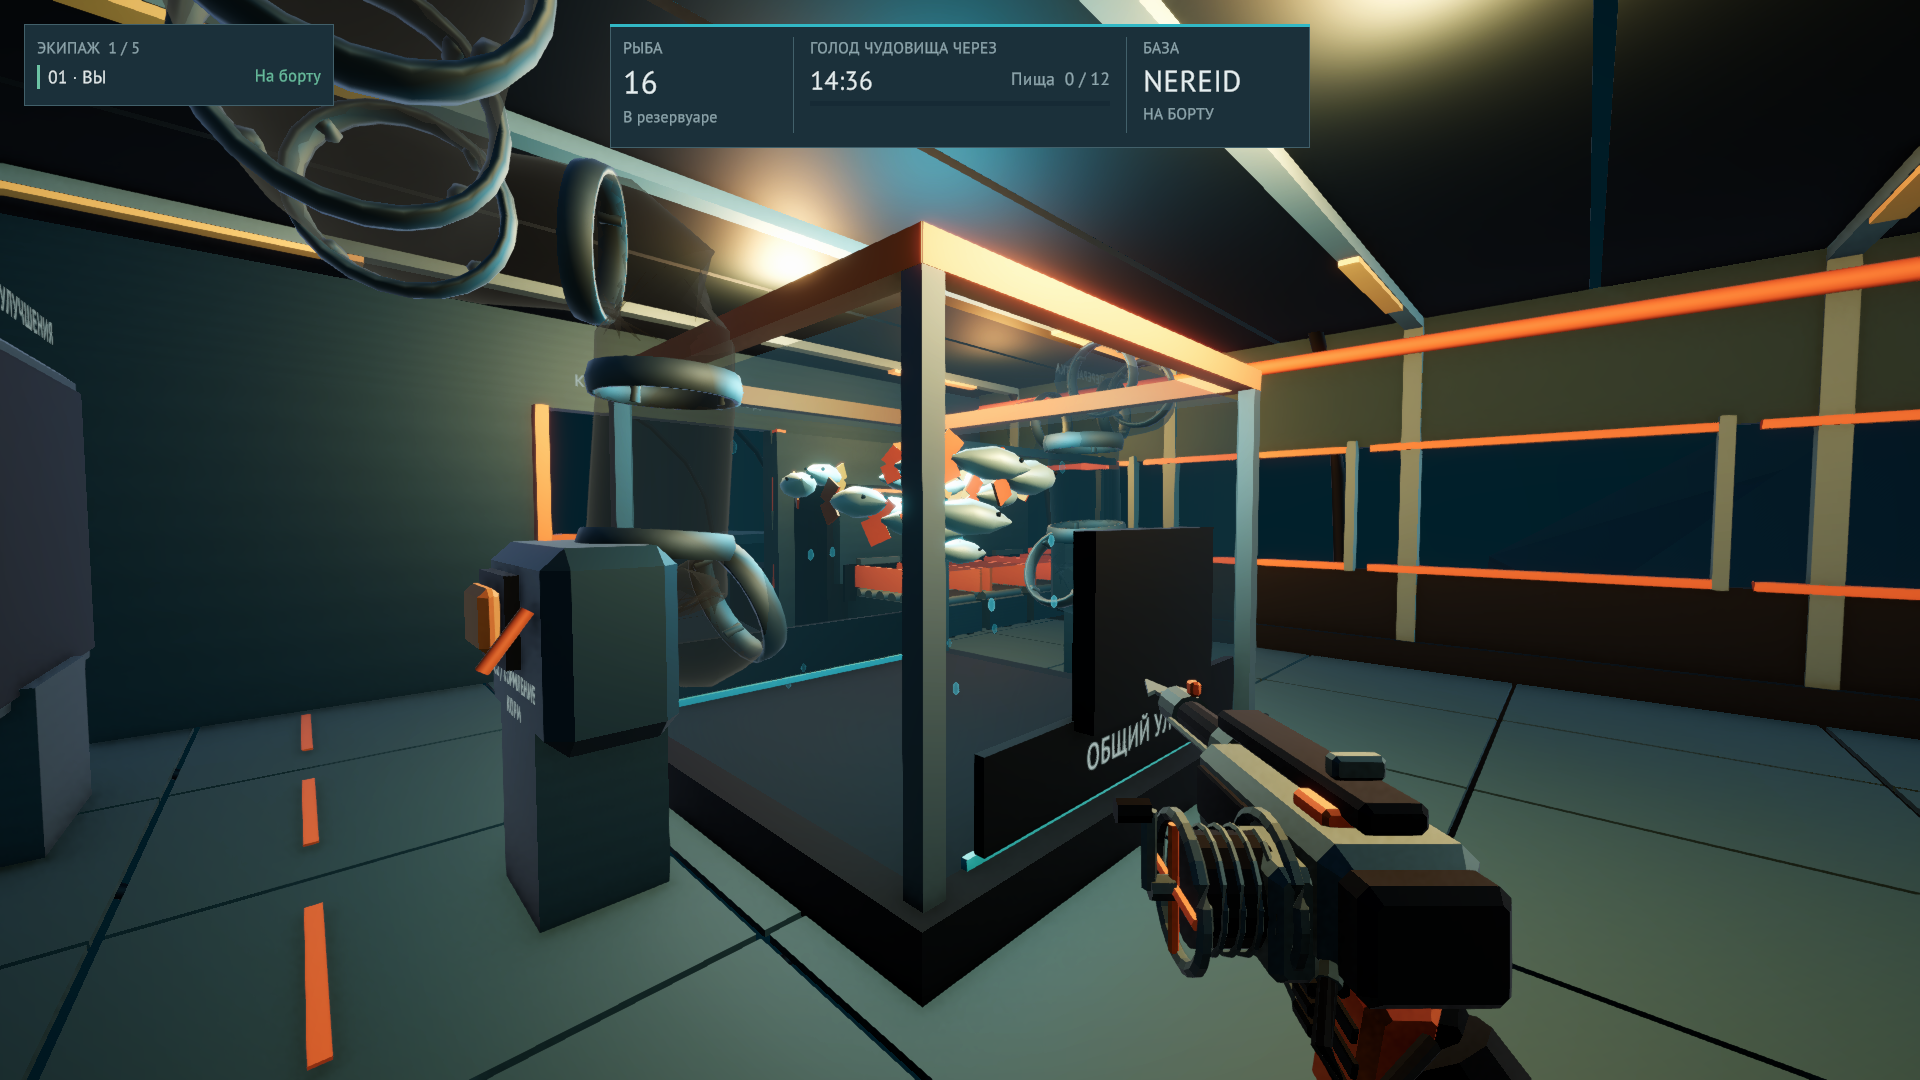 ЭКИПАЖ 1 / 5
01 · ВЫ
На борту
РЫБА
16
В резервуаре
ГОЛОД ЧУДОВИЩА ЧЕРЕЗ
14:36
Пища 0 / 12
БАЗА
NEREID
НА БОРТУ
УЛУЧШЕНИЯ
КОРМ
ОБЩИЙ